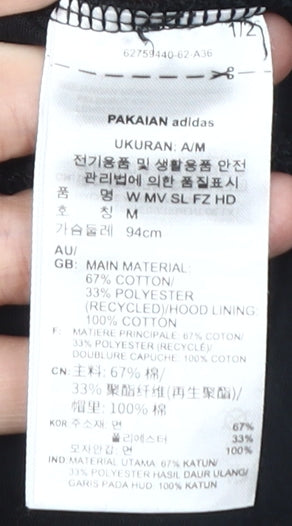 1/2
62759440-62-A36
PAKAIAN adidas
UKURAN: A/M
전기용품 및 생활용품 안전
관리법에 의한 품질표시
품 명 W MV SL FZ HD
호 칭 M
가슴둘레 94cm
AU/
GB: MAIN MATERIAL:
67% COTTON/
33% POLYESTER
(RECYCLED)/HOOD LINING:
100% COTTON
F: MATIERE PRINCIPALE: 67% COTON/
33% POLYESTER (RECYCLÉ)/
DOUBLURE CAPUCHE: 100% COTON
CN: 主料: 67% 棉/
33% 聚酯纤维(再生聚酯)/
帽里: 100% 棉
KOR 주소재: 면 67%
폴리에스터 33%
모자안감: 면 100%
IND MATERIAL UTAMA: 67% KATUN/
33% POLYESTER HASIL DAUR ULANG/
GARIS PADA HUD: 100% KATUN